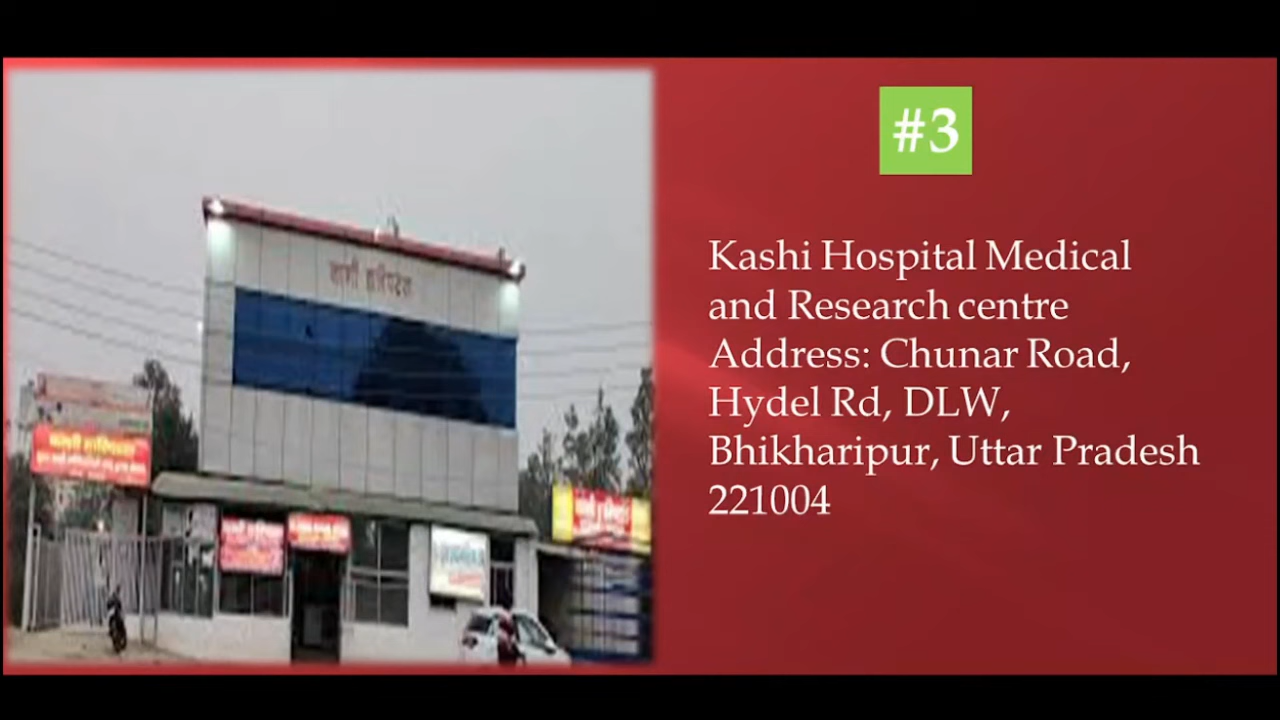 #3
काशी हॉस्पिटल
Kashi Hospital Medical
and Research centre
Address: Chunar Road,
Hydel Rd, DLW,
Bhikharipur, Uttar Pradesh
221004